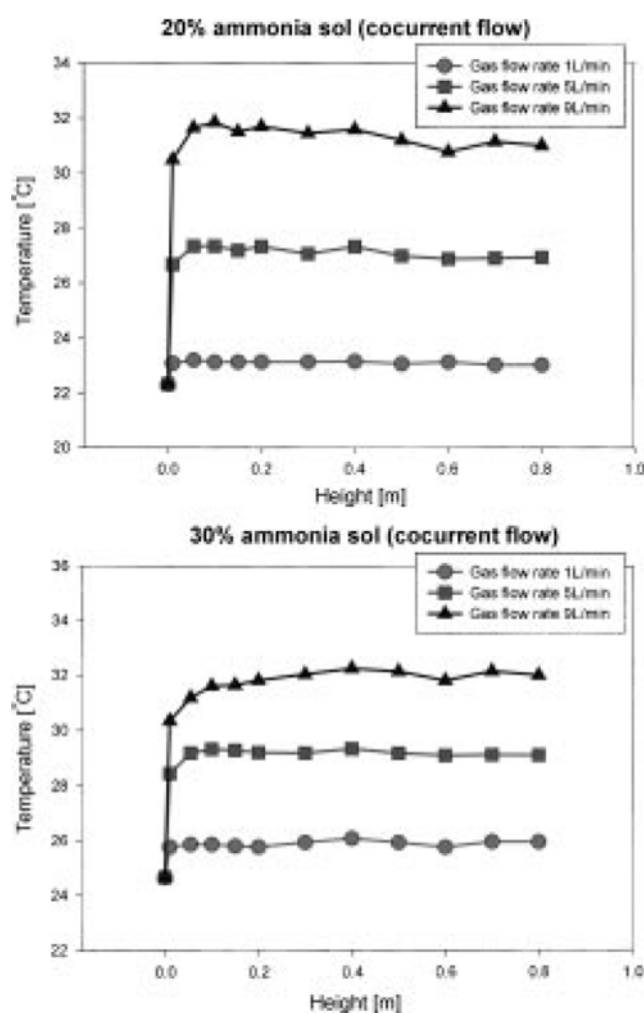 20% ammonia sol (cocurrent flow)
Gas flow rate 1L/min
Gas flow rate 5L/min
Gas flow rate 9L/min
34
32
30
28
26
24
22
20
Temperature [°C]
0.0 0.2 0.4 0.6 0.8 1.0
Height [m]
30% ammonia sol (cocurrent flow)
Gas flow rate 1L/min
Gas flow rate 5L/min
Gas flow rate 9L/min
36
34
32
30
28
26
24
22
Temperature [°C]
0.0 0.2 0.4 0.6 0.8 1.0
Height [m]